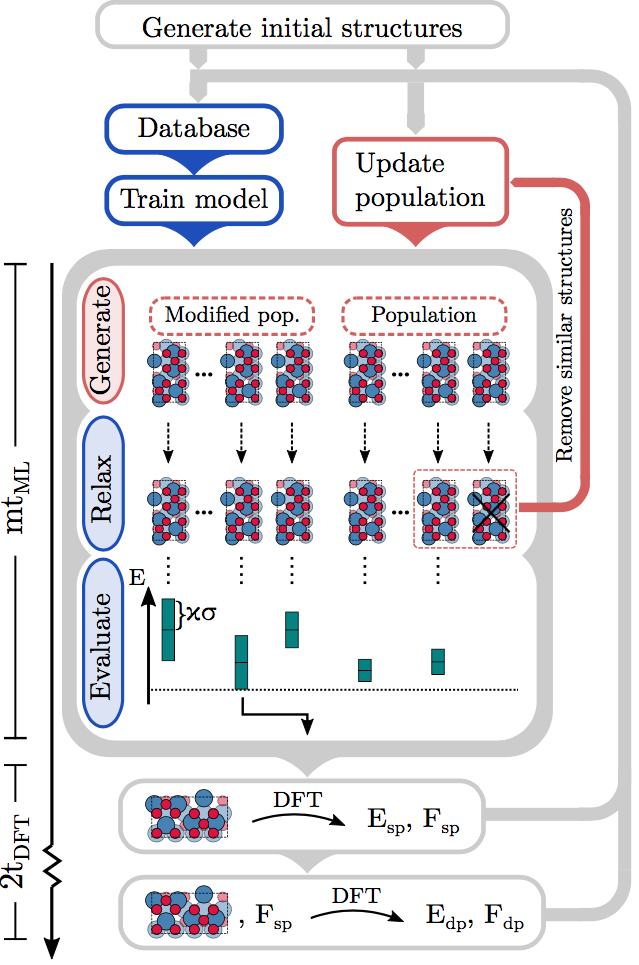 Generate initial structures
Database
Train model
Update
population
Remove similar structures
mt_ML
Generate
Modified pop.
Population
...
...
Relax
...
...
Evaluate
E
}ϰσ
2t_DFT
DFT
E_sp, F_sp
, F_sp
DFT
E_dp, F_dp